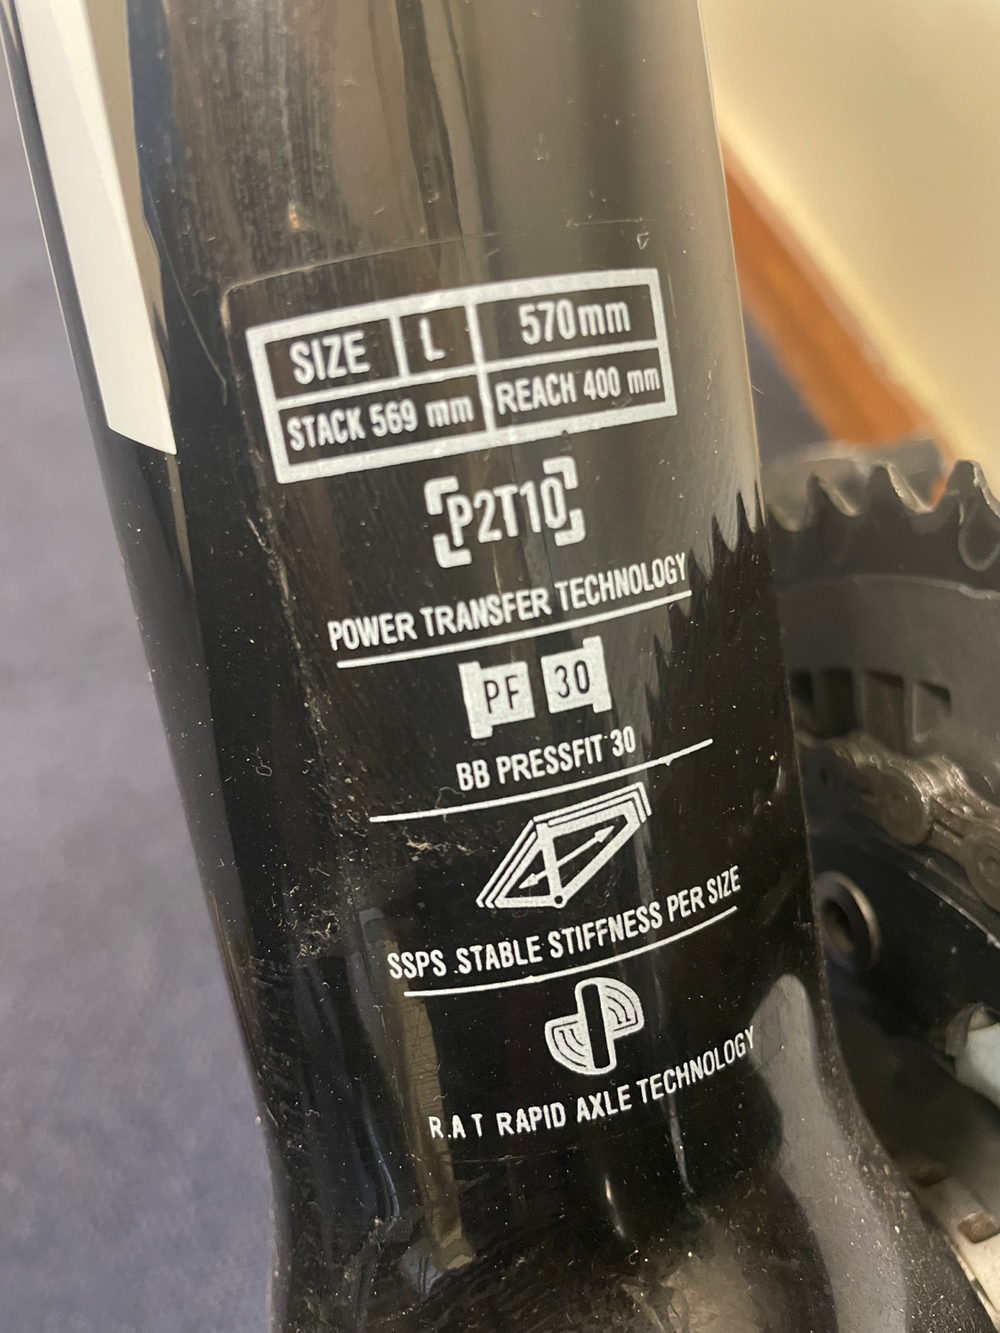 SIZE L 570mm
STACK 569 mm REACH 400 mm
P2T10
POWER TRANSFER TECHNOLOGY
PF 30
BB PRESSFIT 30
SSPS STABLE STIFFNESS PER SIZE
R.A T RAPID AXLE TECHNOLOGY